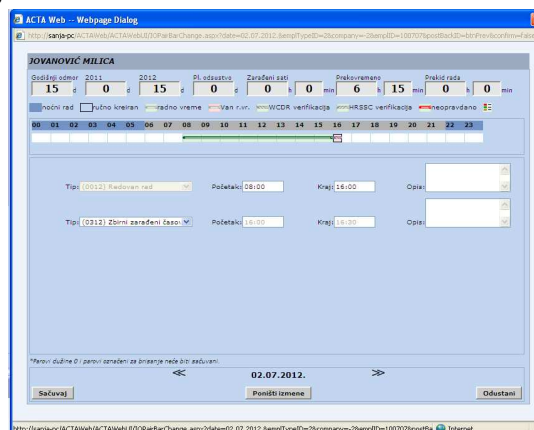 ACTA Web -- Webpage Dialog
http://sanja-pc/ACTAWeb/ACTAWebUI/IOPairBarChange.aspx?date=02.07.2012.&emplTypeID=2&company=-2&emplID=100707&postBackID=btnPrev&confirm=false
JOVANOVIĆ MILICA
Godišnji odmor 2011 2012 Pl. odsustvo Zarađeni sati Prekovremeno Prekid rada
15 d 0 d 15 d 0 d 0 h 0 min 6 h 15 min 0 h 0 min
noćni rad ručno kreiran radno vreme Van r.vr. WCDR verifikacija HRSSC verifikacija neopravdano
00 01 02 03 04 05 06 07 08 09 10 11 12 13 14 15 16 17 18 19 20 21 22 23
Tip: (0012) Redovan rad Početak: 08:00 Kraj: 16:00 Opis:
Tip: (0312) Zbirni zarađeni časov Početak: 16:00 Kraj: 16:30 Opis:
*Parovi dužine 0 i parovi označeni za brisanje neće biti sačuvani.
≪ 02.07.2012. ≫
Sačuvaj Poništi izmene Odustani
http://sanja-pc/ACTAWeb/ACTAWebUI/IOPairBarChange.aspx?date=02.07.2012.&emplTypeID=2&company=-2&emplID=100707&postBa Internet